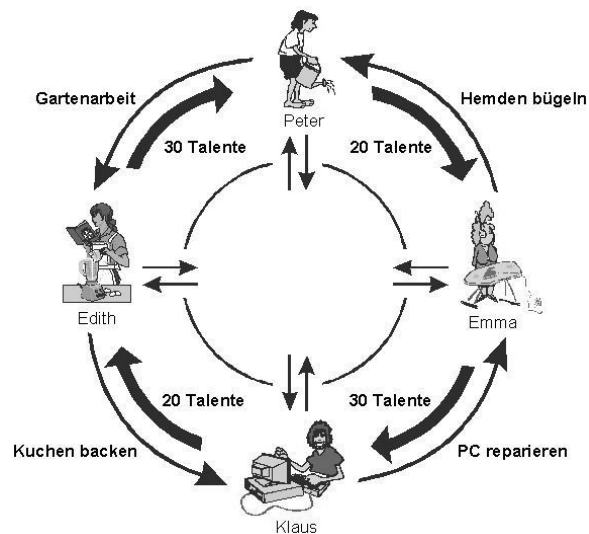 Gartenarbeit
Hemden bügeln
Peter
30 Talente
20 Talente
Edith
Emma
20 Talente
30 Talente
Kuchen backen
PC reparieren
Klaus